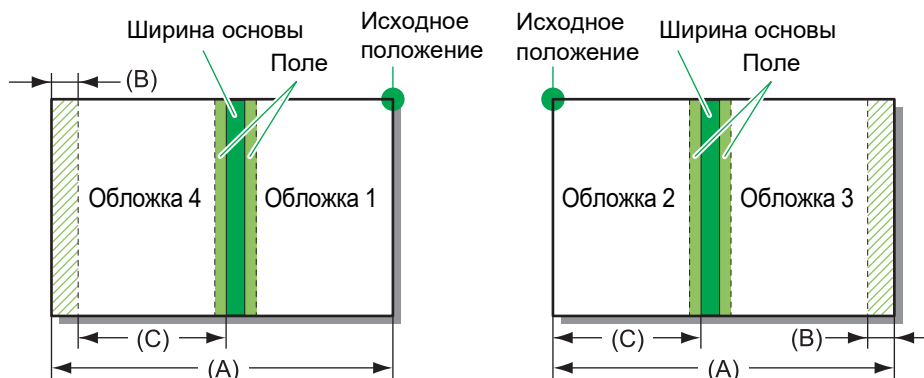 Ширина основы
Исходное
положение
Поле
(B)
Обложка 4
Обложка 1
(C)
(A)
Исходное
положение
Ширина основы
Поле
Обложка 2
Обложка 3
(C)
(B)
(A)